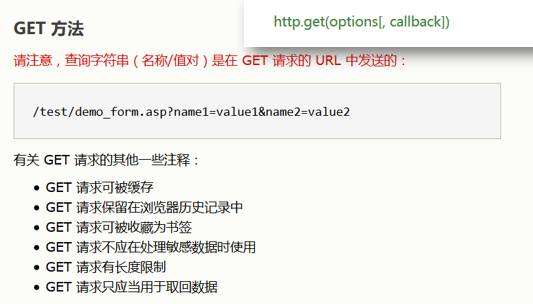 GET 方法
http.get(options[, callback])
请注意，查询字符串（名称/值对）是在 GET 请求的 URL 中发送的：
/test/demo_form.asp?name1=value1&name2=value2
有关 GET 请求的其他一些注释：
• GET 请求可被缓存
• GET 请求保留在浏览器历史记录中
• GET 请求可被收藏为书签
• GET 请求不应在处理敏感数据时使用
• GET 请求有长度限制
• GET 请求只应当用于取回数据